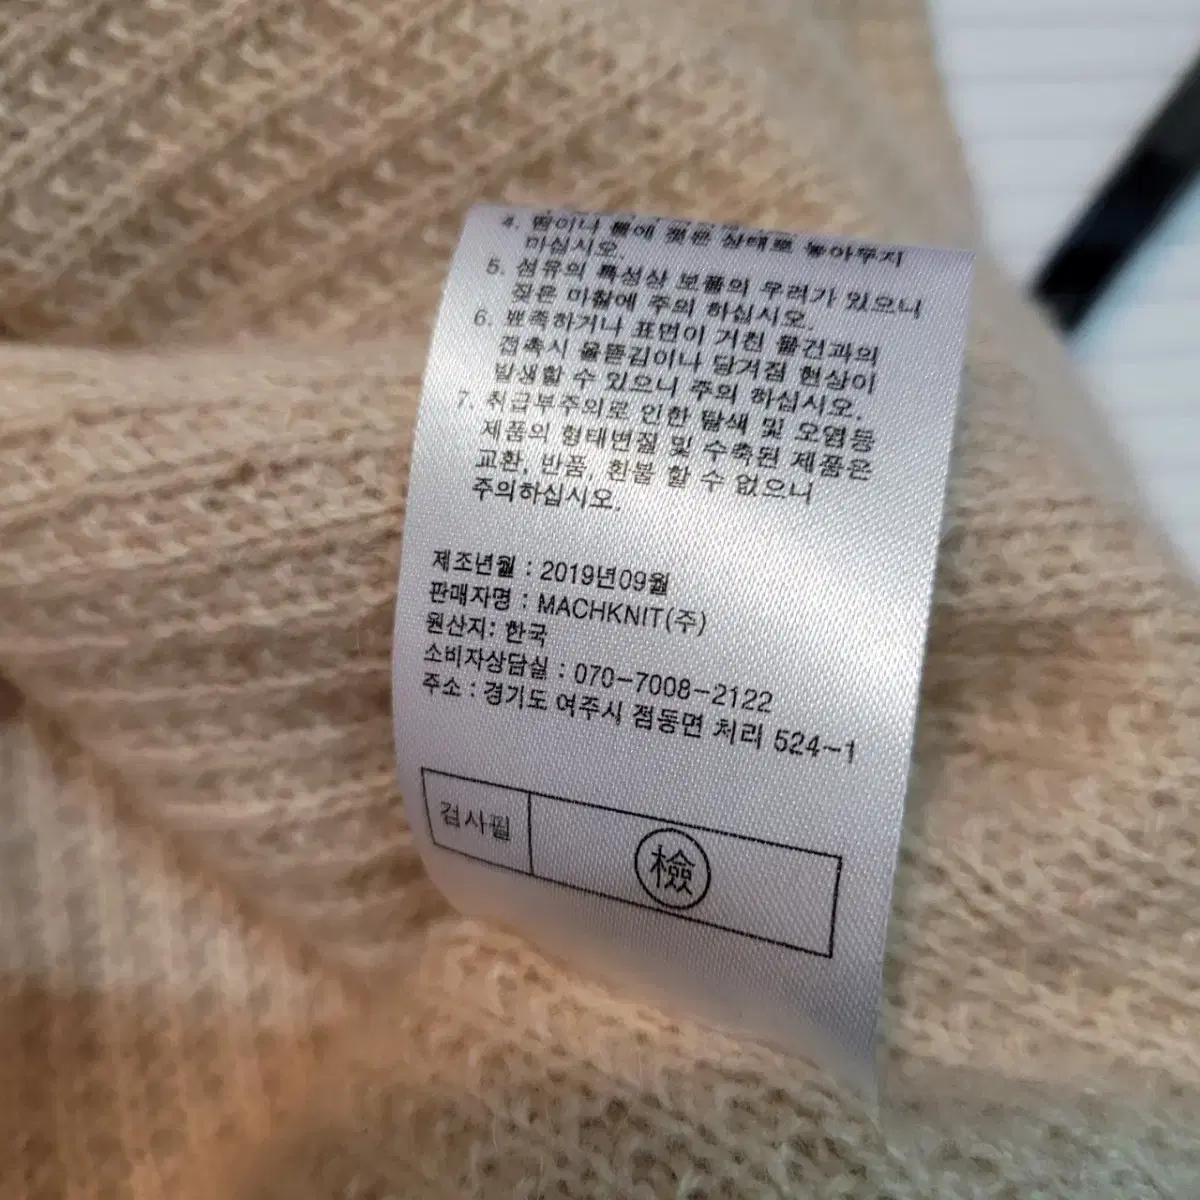 4. 땀이나 물에 젖은 상태로 놓아두지
마십시오.
5. 섬유의 특성상 보풀의 우려가 있으니
잦은 마찰에 주의 하십시오.
6. 뾰족하거나 표면이 거친 물건과의
접촉시 올뜯김이나 당겨짐 현상이
발생할 수 있으니 주의 하십시오.
7. 취급부주의로 인한 탈색 및 오염등
제품의 형태변질 및 수축된 제품은
교환, 반품, 환불 할 수 없으니
주의하십시오.
제조년월 : 2019년09월
판매자명 : MACHKNIT(주)
원산지: 한국
소비자상담실 : 070-7008-2122
주소 : 경기도 여주시 점동면 처리 524-1
검사필 檢